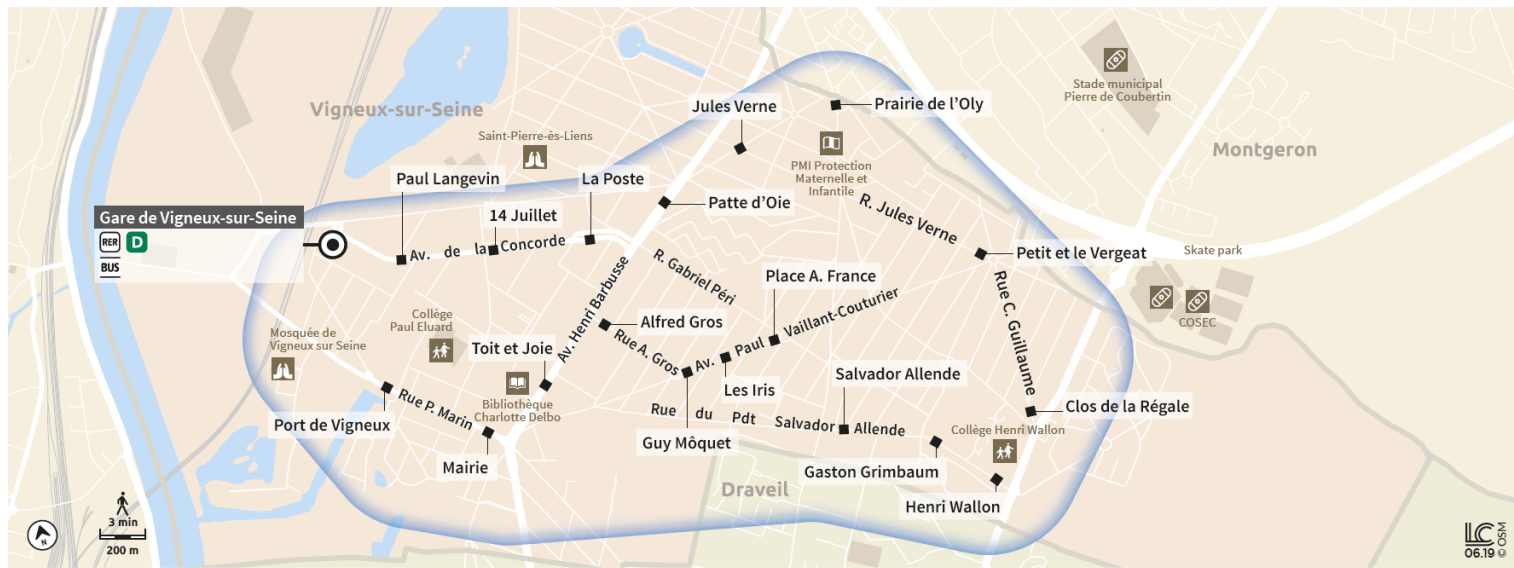 Vigneux-sur-Seine
Jules Verne
Prairie de l'Oly
Stade municipal
Pierre de Coubertin
Montgeron
Saint-Pierre-ès-Liens
PMI Protection
Maternelle et
Infantile
Paul Langevin
La Poste
Patte d'Oie
R. Jules Verne
Gare de Vigneux-sur-Seine
RER D
BUS
14 Juillet
Av. de la Concorde
R. Gabriel Péri
Petit et le Vergeat
Skate park
Place A. France
Av. Henri Barbusse
Rue C. Guillaume
COSEC
Collège
Paul Eluard
Alfred Gros
Mosquée de
Vigneux sur Seine
Toit et Joie
Rue A. Gros
Av. Paul Vaillant-Couturier
Les Iris
Salvador Allende
Bibliothèque
Charlotte Delbo
Rue P. Marin
Port de Vigneux
Rue du Pdt Salvador Allende
Clos de la Régale
Collège Henri Wallon
Guy Môquet
Mairie
Gaston Grimbaum
Draveil
Henri Wallon
3 min
200 m
N
LC
06.19 © OSM